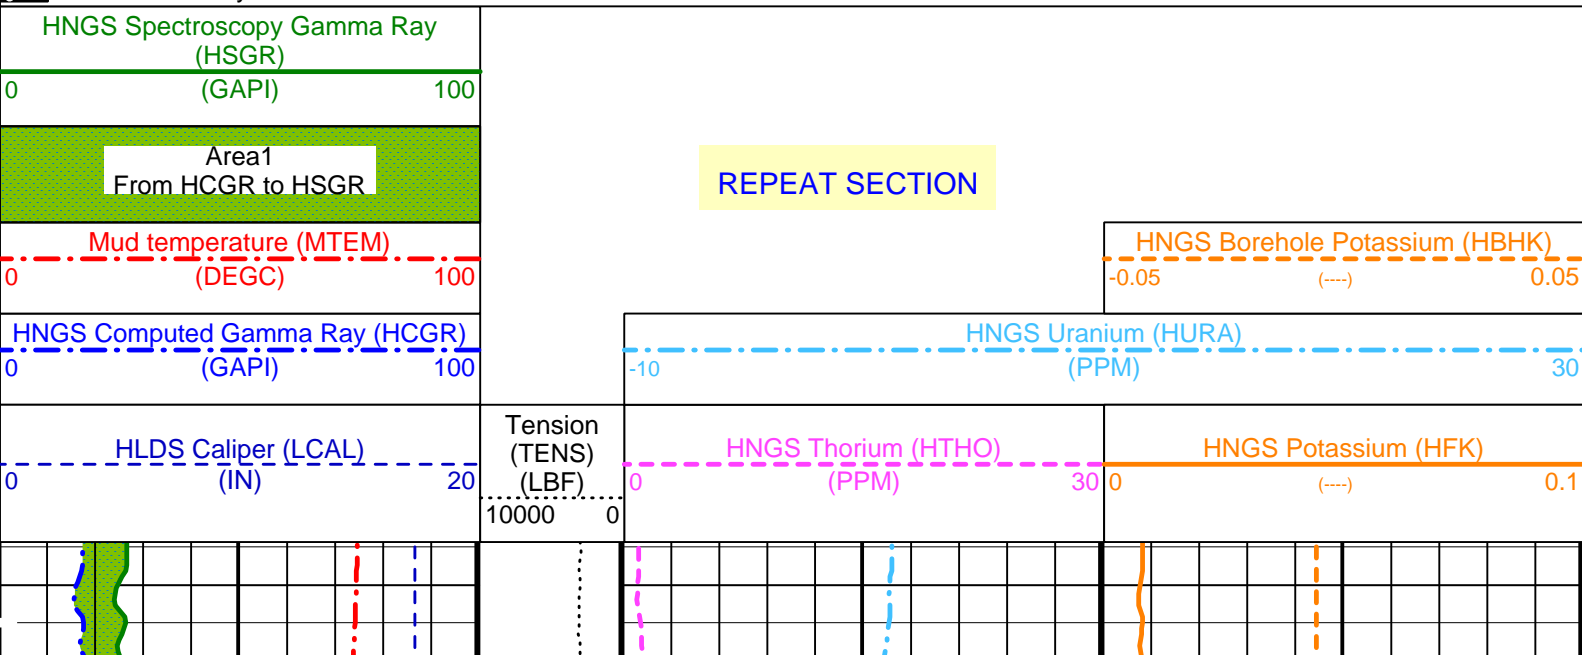 HNGS Spectroscopy Gamma Ray
(HSGR)
0 (GAPI) 100
Area1
From HCGR to HSGR
REPEAT SECTION
Mud temperature (MTEM)
0 (DEGC) 100
HNGS Borehole Potassium (HBHK)
-0.05 (----) 0.05
HNGS Computed Gamma Ray (HCGR)
0 (GAPI) 100
HNGS Uranium (HURA)
-10 (PPM) 30
HLDS Caliper (LCAL)
0 (IN) 20
Tension
(TENS)
(LBF)
10000 0
HNGS Thorium (HTHO)
0 (PPM) 30
HNGS Potassium (HFK)
0 (----) 0.1